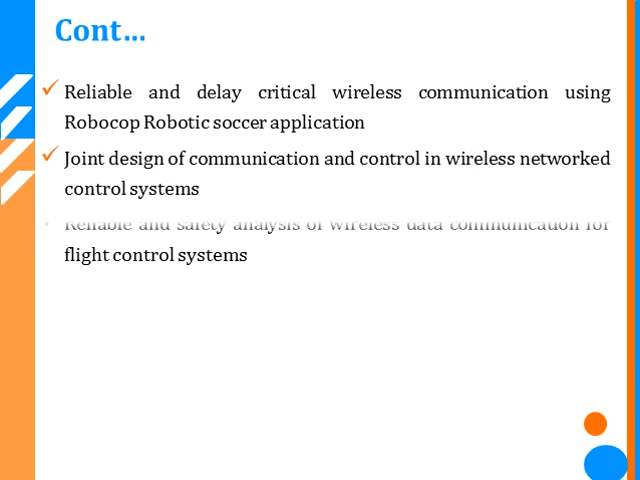 Cont…
Reliable and delay critical wireless communication using
Robocop Robotic soccer application
Joint design of communication and control in wireless networked
control systems
Reliable and safety analysis of wireless data communication for
flight control systems